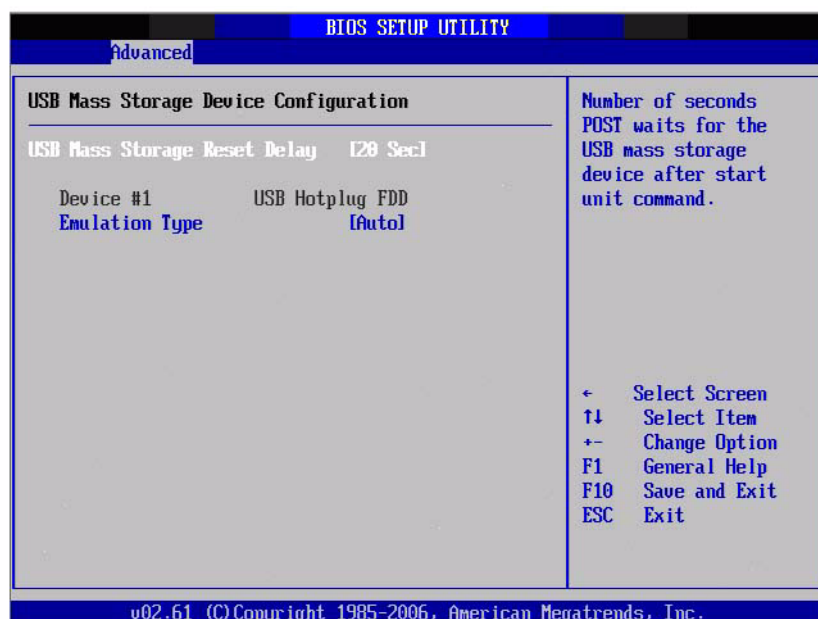 BIOS SETUP UTILITY
Advanced
USB Mass Storage Device Configuration
USB Mass Storage Reset Delay [20 Sec]
Device #1 USB Hotplug FDD
Emulation Type [Auto]
Number of seconds
POST waits for the
USB mass storage
device after start
unit command.
← Select Screen
↑↓ Select Item
+- Change Option
F1 General Help
F10 Save and Exit
ESC Exit
v02.61 (C)Copyright 1985-2006, American Megatrends, Inc.